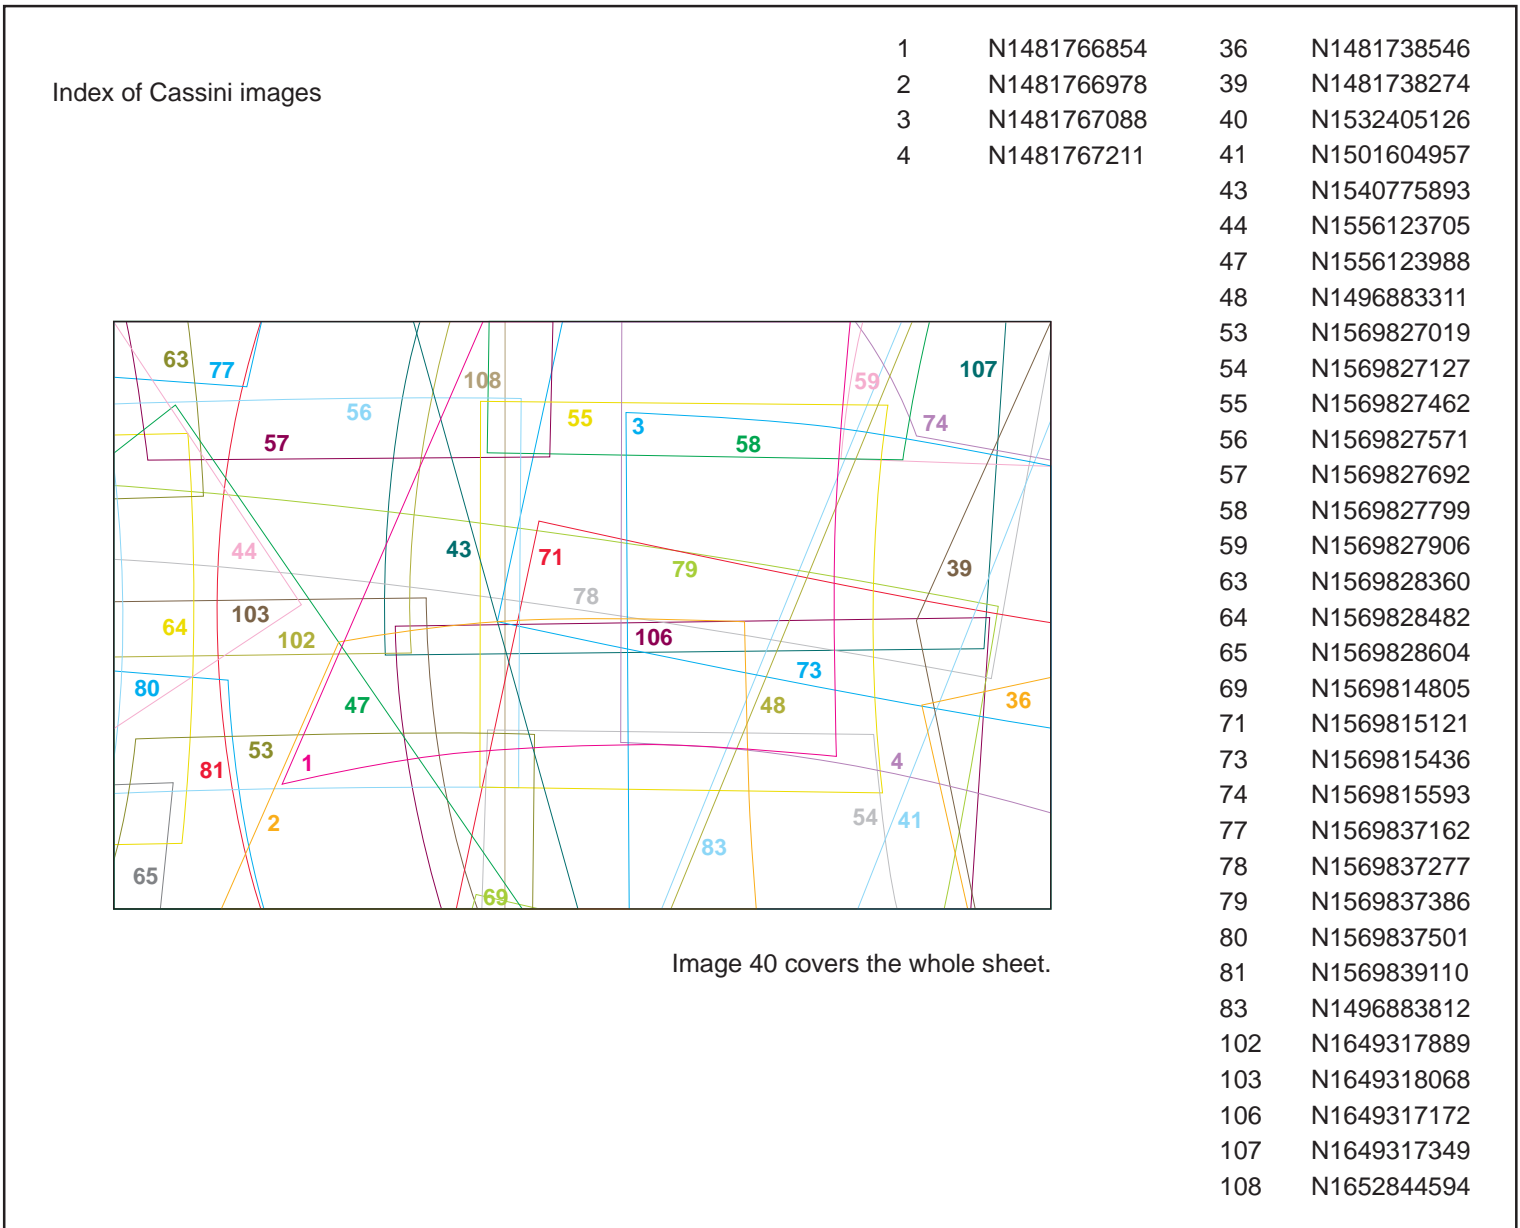 Index of Cassini images
1 N1481766854 36 N1481738546
2 N1481766978 39 N1481738274
3 N1481767088 40 N1532405126
4 N1481767211 41 N1501604957
43 N1540775893
44 N1556123705
47 N1556123988
48 N1496883311
53 N1569827019
54 N1569827127
55 N1569827462
56 N1569827571
57 N1569827692
58 N1569827799
59 N1569827906
63 N1569828360
64 N1569828482
65 N1569828604
69 N1569814805
71 N1569815121
73 N1569815436
74 N1569815593
77 N1569837162
78 N1569837277
79 N1569837386
80 N1569837501
81 N1569839110
83 N1496883812
102 N1649317889
103 N1649318068
106 N1649317172
107 N1649317349
108 N1652844594
63
77
108
59
107
56
55
3
74
57
58
44
43
71
79
39
78
64
103
102
106
80
73
47
48
36
53
81
1
4
2
83
54
41
65
69
Image 40 covers the whole sheet.